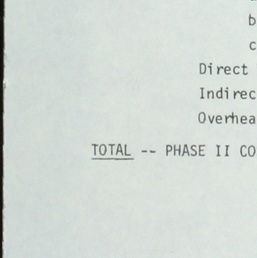 b
c
Direct
Indirec
Overhea
TOTAL -- PHASE II CO